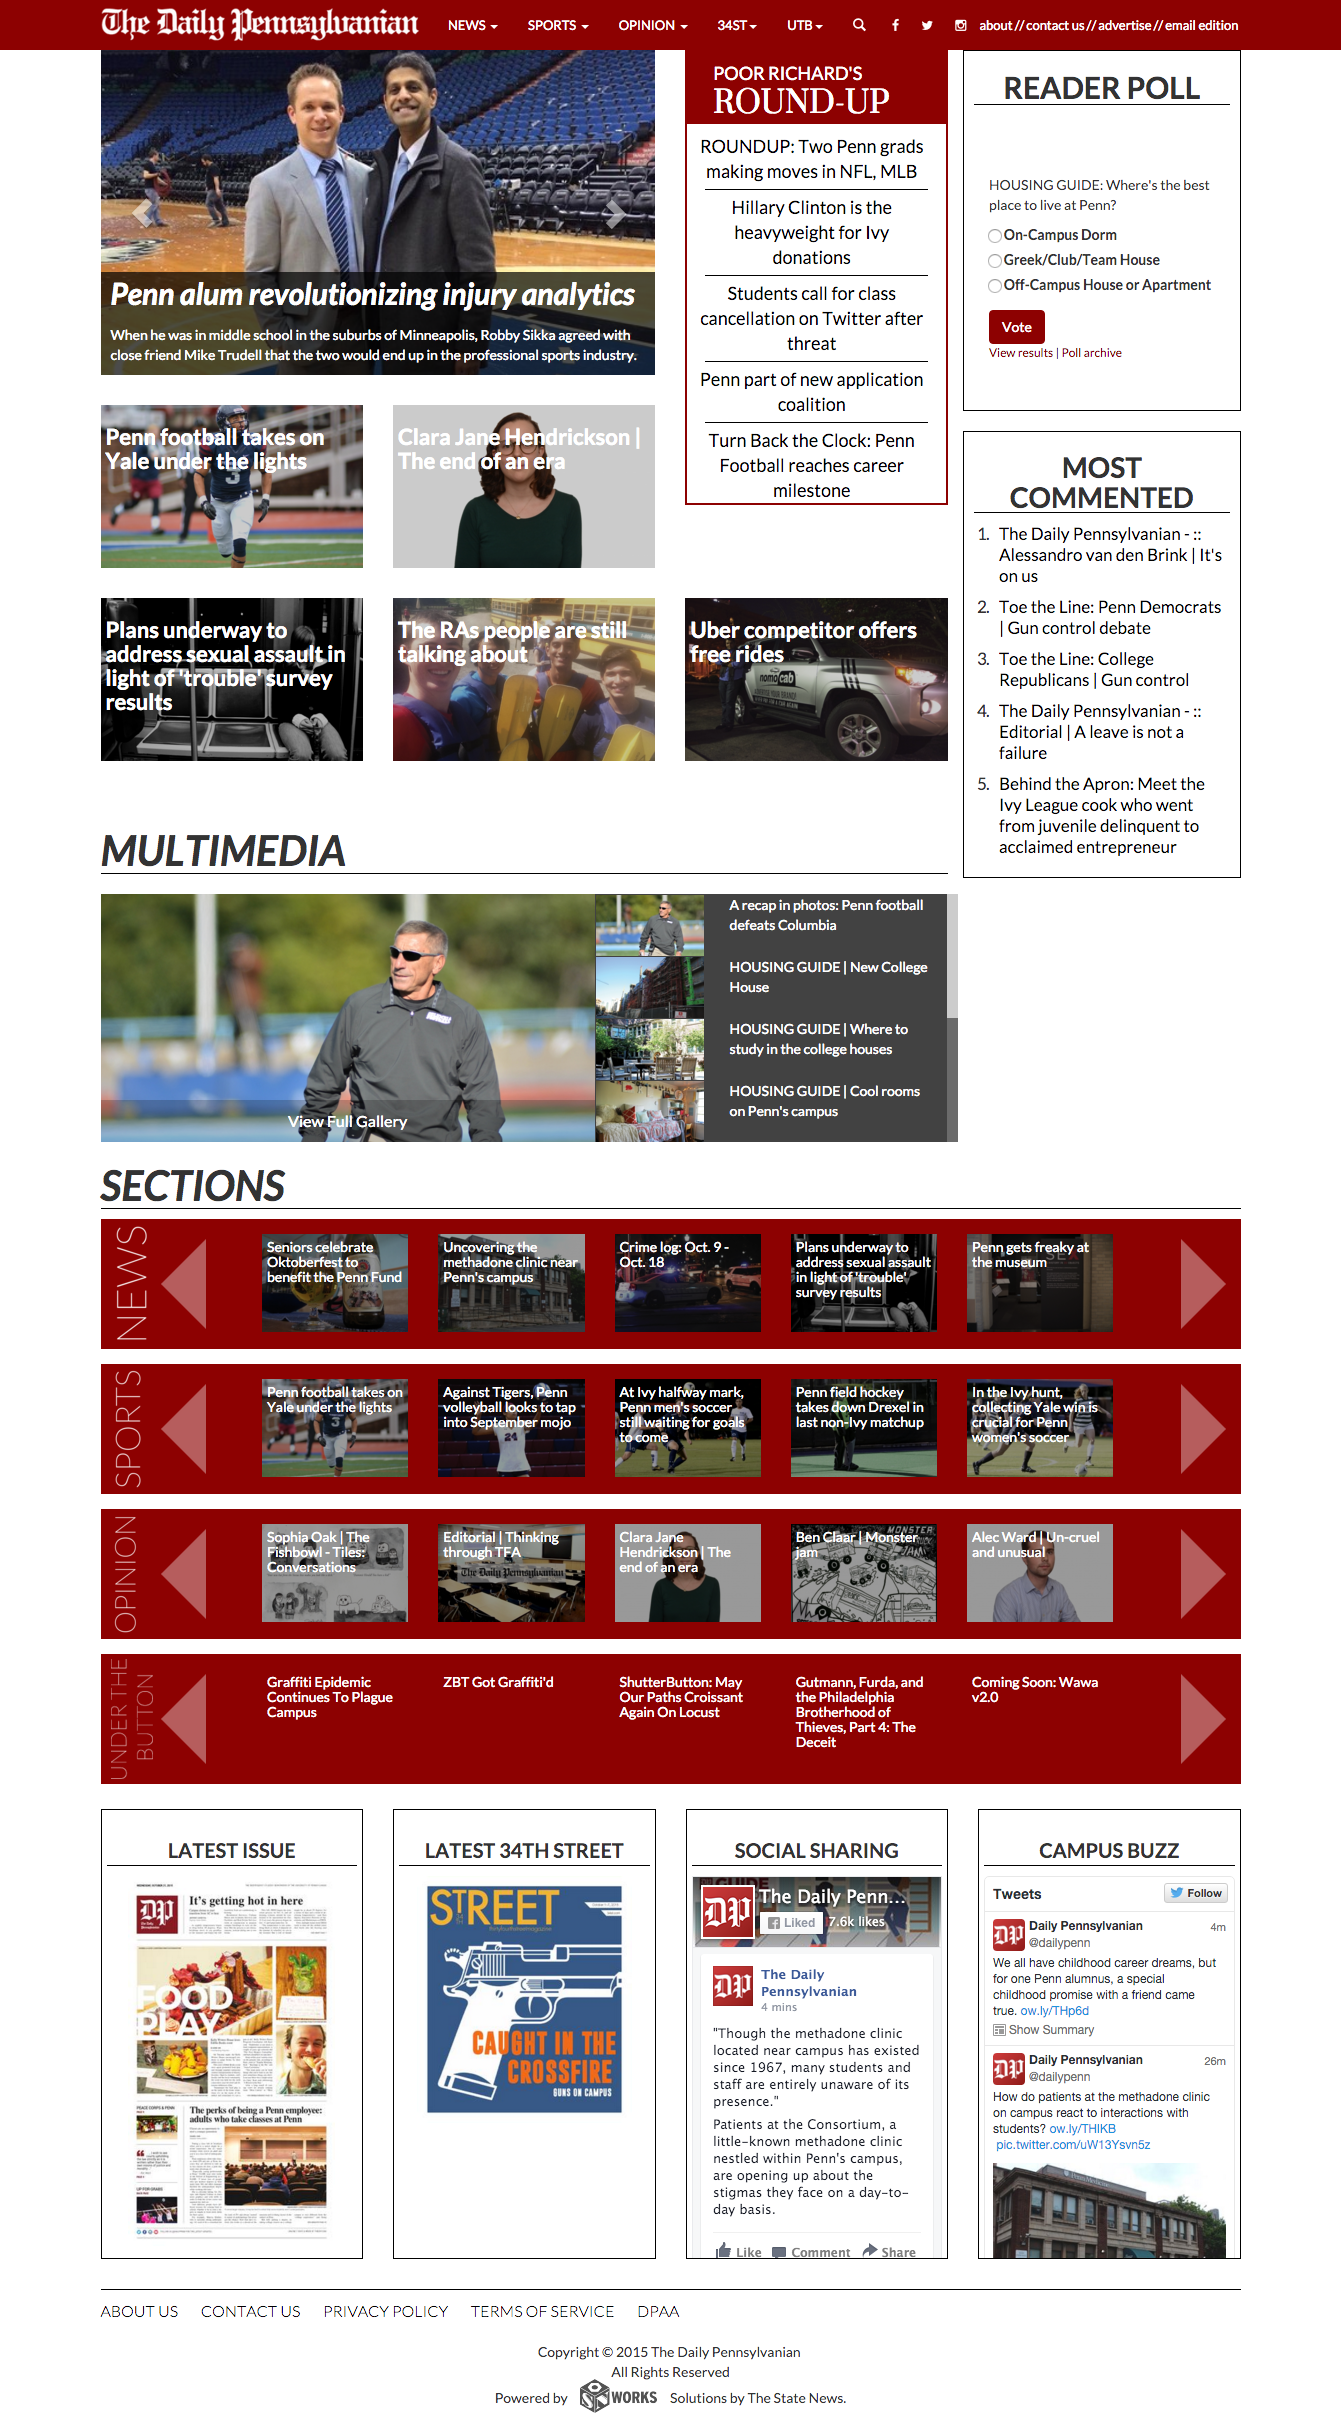 The Daily Pennsylvanian
NEWS
SPORTS
OPINION
34ST
UTB
about // contact us // advertise // email edition
Penn alum revolutionizing injury analytics
When he was in middle school in the suburbs of Minneapolis, Robby Sikka agreed with
close friend Mike Trudell that the two would end up in the professional sports industry.
POOR RICHARD'S
ROUND-UP
ROUNDUP: Two Penn grads
making moves in NFL, MLB
Hillary Clinton is the
heavyweight for Ivy
donations
Students call for class
cancellation on Twitter after
threat
Penn part of new application
coalition
Turn Back the Clock: Penn
Football reaches career
milestone
READER POLL
HOUSING GUIDE: Where's the best
place to live at Penn?
On-Campus Dorm
Greek/Club/Team House
Off-Campus House or Apartment
Vote
View results | Poll archive
Penn football takes on
Yale under the lights
Clara Jane Hendrickson |
The end of an era
Plans underway to
address sexual assault in
light of 'trouble' survey
results
The RAs people are still
talking about
Uber competitor offers
free rides
nomocab
MOST
COMMENTED
1. The Daily Pennsylvanian - ::
Alessandro van den Brink | It's
on us
2. Toe the Line: Penn Democrats
| Gun control debate
3. Toe the Line: College
Republicans | Gun control
4. The Daily Pennsylvanian - ::
Editorial | A leave is not a
failure
5. Behind the Apron: Meet the
Ivy League cook who went
from juvenile delinquent to
acclaimed entrepreneur
MULTIMEDIA
View Full Gallery
A recap in photos: Penn football
defeats Columbia
HOUSING GUIDE | New College
House
HOUSING GUIDE | Where to
study in the college houses
HOUSING GUIDE | Cool rooms
on Penn's campus
SECTIONS
NEWS
Seniors celebrate
Oktoberfest to
benefit the Penn Fund
Uncovering the
methadone clinic near
Penn's campus
Crime log: Oct. 9 -
Oct. 18
Plans underway to
address sexual assault
in light of 'trouble'
survey results
Penn gets freaky at
the museum
SPORTS
Penn football takes on
Yale under the lights
Against Tigers, Penn
volleyball looks to tap
into September mojo
24
At Ivy halfway mark,
Penn men's soccer
still waiting for goals
to come
Penn field hockey
takes down Drexel in
last non-Ivy matchup
In the Ivy hunt,
collecting Yale win is
crucial for Penn
women's soccer
OPINION
Sophia Oak | The
Fishbowl - Tiles:
Conversations
Editorial | Thinking
through TFA
The Daily Pennsylvanian
Clara Jane
Hendrickson | The
end of an era
Ben Claar | Monster
jam
MONSTER
JAM
Alec Ward | Un-cruel
and unusual
UNDER THE
BUTTON
Graffiti Epidemic
Continues To Plague
Campus
ZBT Got Graffiti'd
ShutterButton: May
Our Paths Croissant
Again On Locust
Gutmann, Furda, and
the Philadelphia
Brotherhood of
Thieves, Part 4: The
Deceit
Coming Soon: Wawa
v2.0
LATEST ISSUE
DP
It's getting hot in here
FOOD
PLAY
The perks of being a Penn employee:
adults who take classes at Penn
LATEST 34TH STREET
STREET
CAUGHT IN THE
CROSSFIRE
GUNS ON CAMPUS
SOCIAL SHARING
DP
The Daily Penn...
Liked
7.6k likes
DP
The Daily
Pennsylvanian
4 mins
"Though the methadone clinic
located near campus has existed
since 1967, many students and
staff are entirely unaware of its
presence."
Patients at the Consortium, a
little-known methadone clinic
nestled within Penn's campus,
are opening up about the
stigmas they face on a day-to-
day basis.
Like
Comment
Share
CAMPUS BUZZ
Tweets
Follow
DP
Daily Pennsylvanian
4m
@dailypenn
We all have childhood career dreams, but
for one Penn alumnus, a special
childhood promise with a friend came
true. ow.ly/THp6d
Show Summary
DP
Daily Pennsylvanian
26m
@dailypenn
How do patients at the methadone clinic
on campus react to interactions with
students? ow.ly/THIKB
pic.twitter.com/uW13Ysvn5z
ABOUT US
CONTACT US
PRIVACY POLICY
TERMS OF SERVICE
DPAA
Copyright © 2015 The Daily Pennsylvanian
All Rights Reserved
Powered by
WORKS
Solutions by The State News.